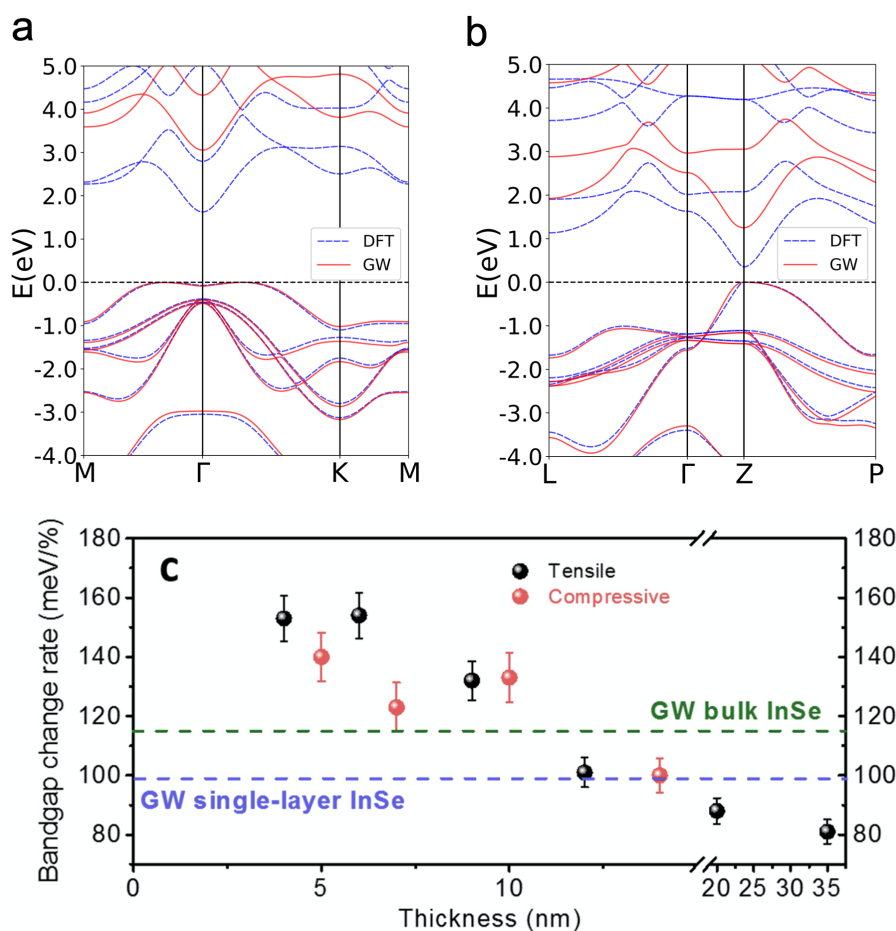 a
5.0
4.0
3.0
2.0
1.0
0.0
-1.0
-2.0
-3.0
-4.0
E(eV)
DFT
GW
M Γ K M
b
5.0
4.0
3.0
2.0
1.0
0.0
-1.0
-2.0
-3.0
-4.0
E(eV)
DFT
GW
L Γ Z P
c
Bandgap change rate (meV/%)
180
160
140
120
100
80
Tensile
Compressive
GW bulk InSe
GW single-layer InSe
180
160
140
120
100
80
0 5 10 20 25 30 35
Thickness (nm)